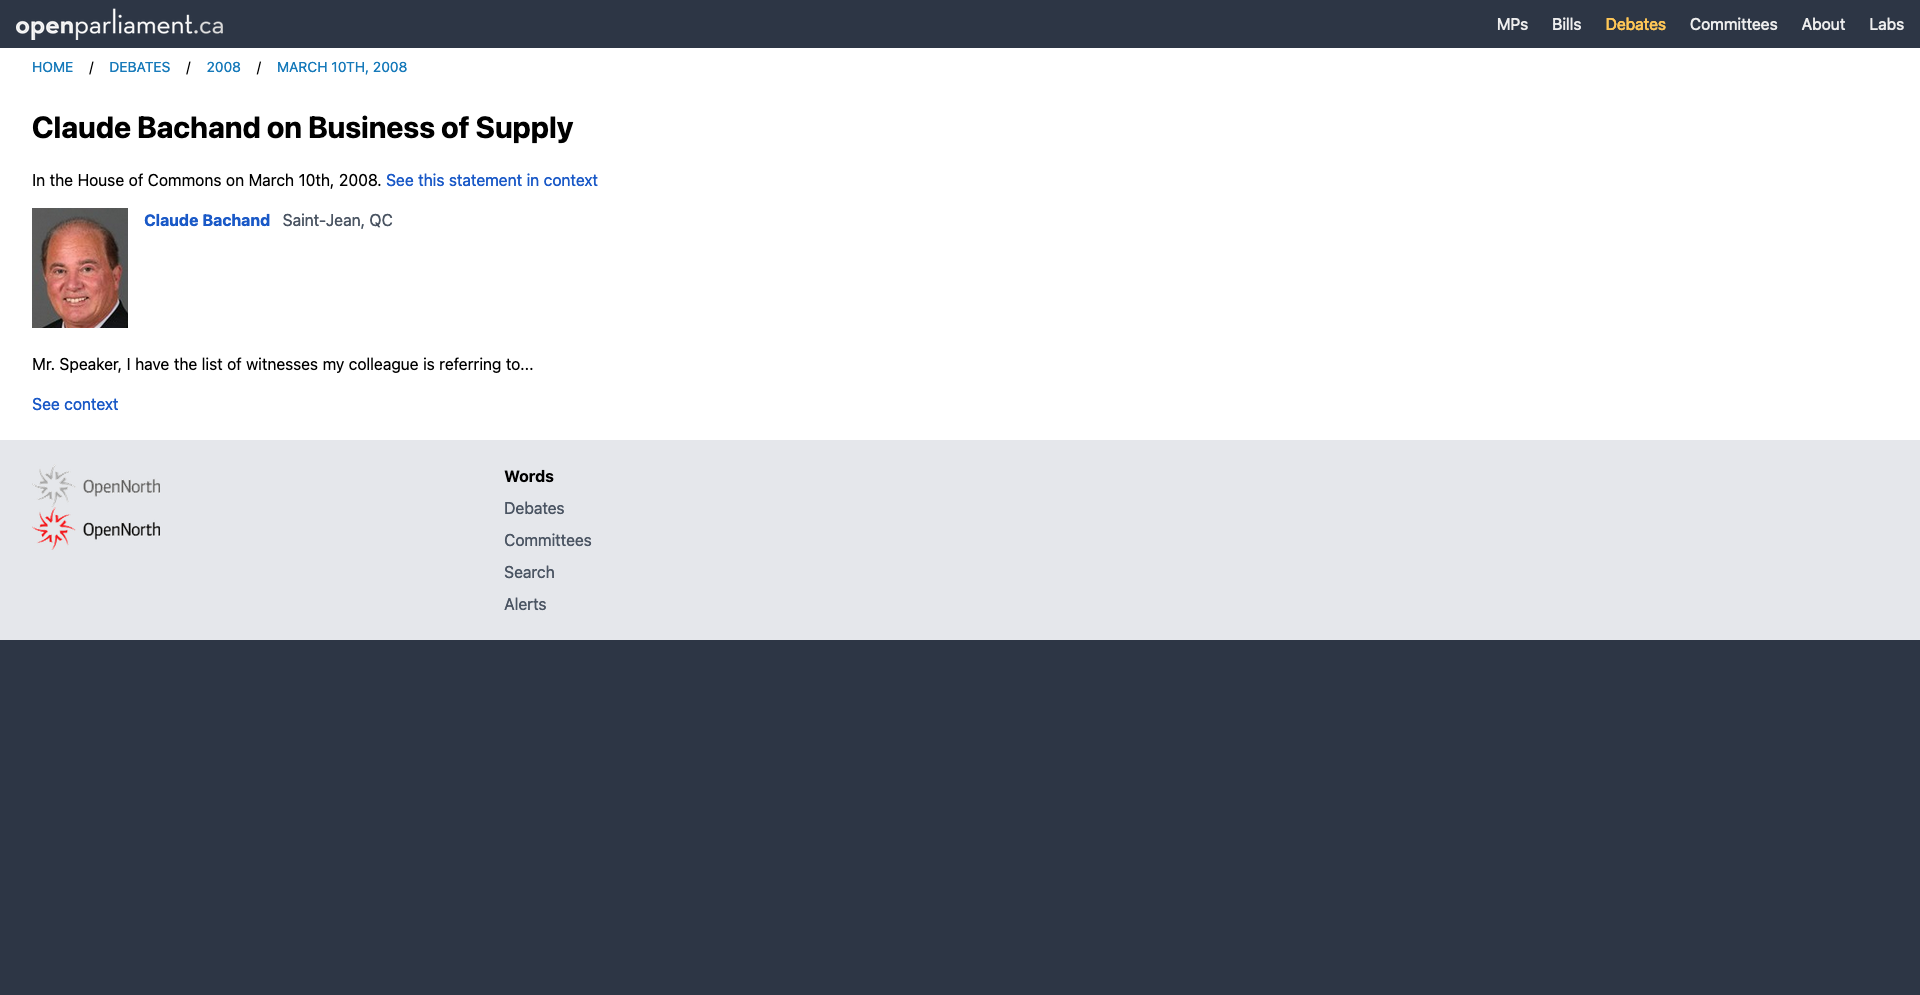 openparliament.ca
MPs Bills Debates Committees About Labs
HOME / DEBATES / 2008 / MARCH 10TH, 2008
Claude Bachand on Business of Supply
In the House of Commons on March 10th, 2008. See this statement in context
Claude Bachand Saint-Jean, QC
Mr. Speaker, I have the list of witnesses my colleague is referring to...
See context
OpenNorth
OpenNorth
Words
Debates
Committees
Search
Alerts